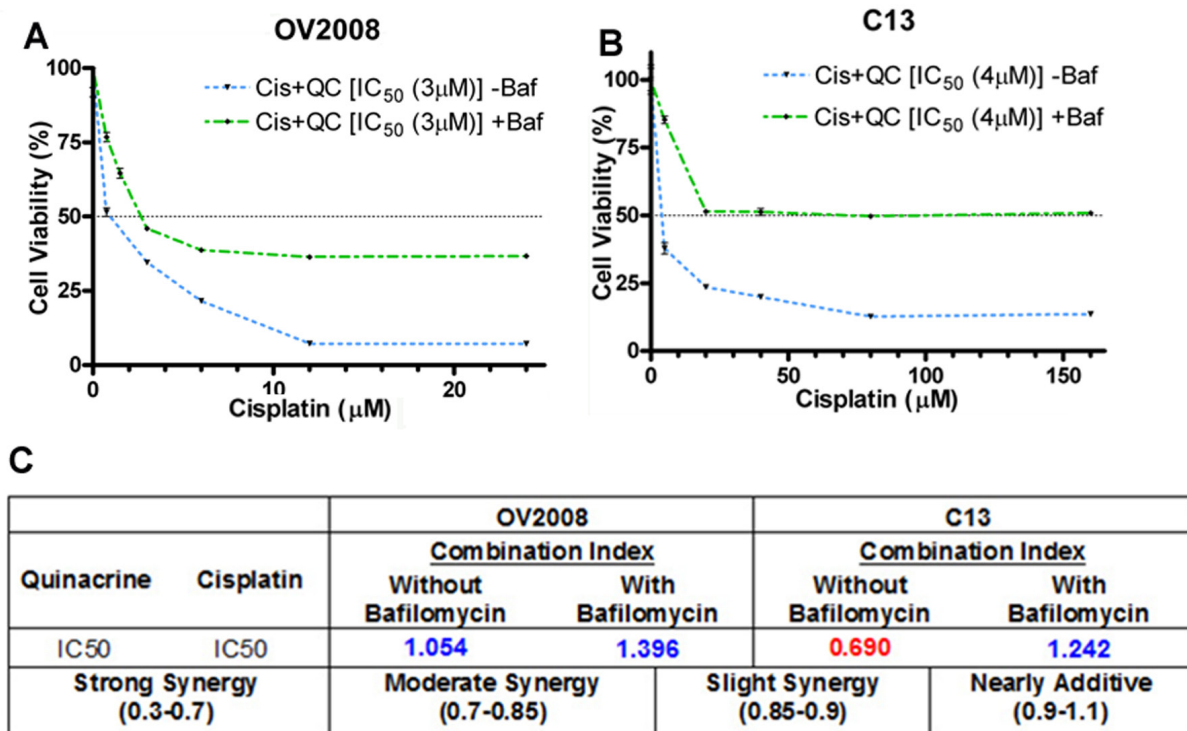 A
OV2008
Cis+QC [IC50 (3μM)] -Baf
Cis+QC [IC50 (3μM)] +Baf
Cell Viability (%)
100
75
50
25
0
0
10
20
Cisplatin (μM)
B
C13
Cis+QC [IC50 (4μM)] -Baf
Cis+QC [IC50 (4μM)] +Baf
Cell Viability (%)
100
75
50
25
0
0
50
100
150
Cisplatin (μM)
C
OV2008 C13
Quinacrine Cisplatin
Combination Index
Without Bafilomycin
With Bafilomycin
Combination Index
Without Bafilomycin
With Bafilomycin
IC50 IC50 1.054 1.396 0.690 1.242
Strong Synergy Moderate Synergy Slight Synergy Nearly Additive
(0.3-0.7) (0.7-0.85) (0.85-0.9) (0.9-1.1)